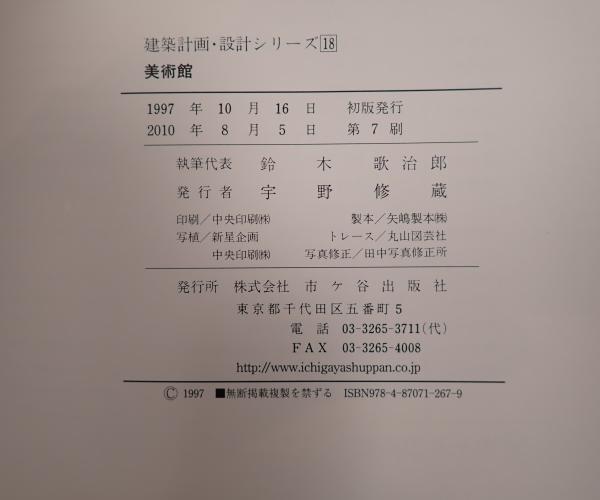 建築計画・設計シリーズ18
美術館
1997 年 10 月 16 日 初版発行
2010 年 8 月 5 日 第 7 刷
執筆代表 鈴木歌治郎
発行者 宇野修蔵
印刷/中央印刷㈱ 製本/矢嶋製本㈱
写植/新星企画 トレース/丸山図芸社
中央印刷㈱ 写真修正/田中写真修正所
発行所 株式会社 市ケ谷出版社
東京都千代田区五番町5
電話 03-3265-3711(代)
FAX 03-3265-4008
http://www.ichigayashuppan.co.jp
© 1997 ■無断掲載複製を禁ずる ISBN978-4-87071-267-9